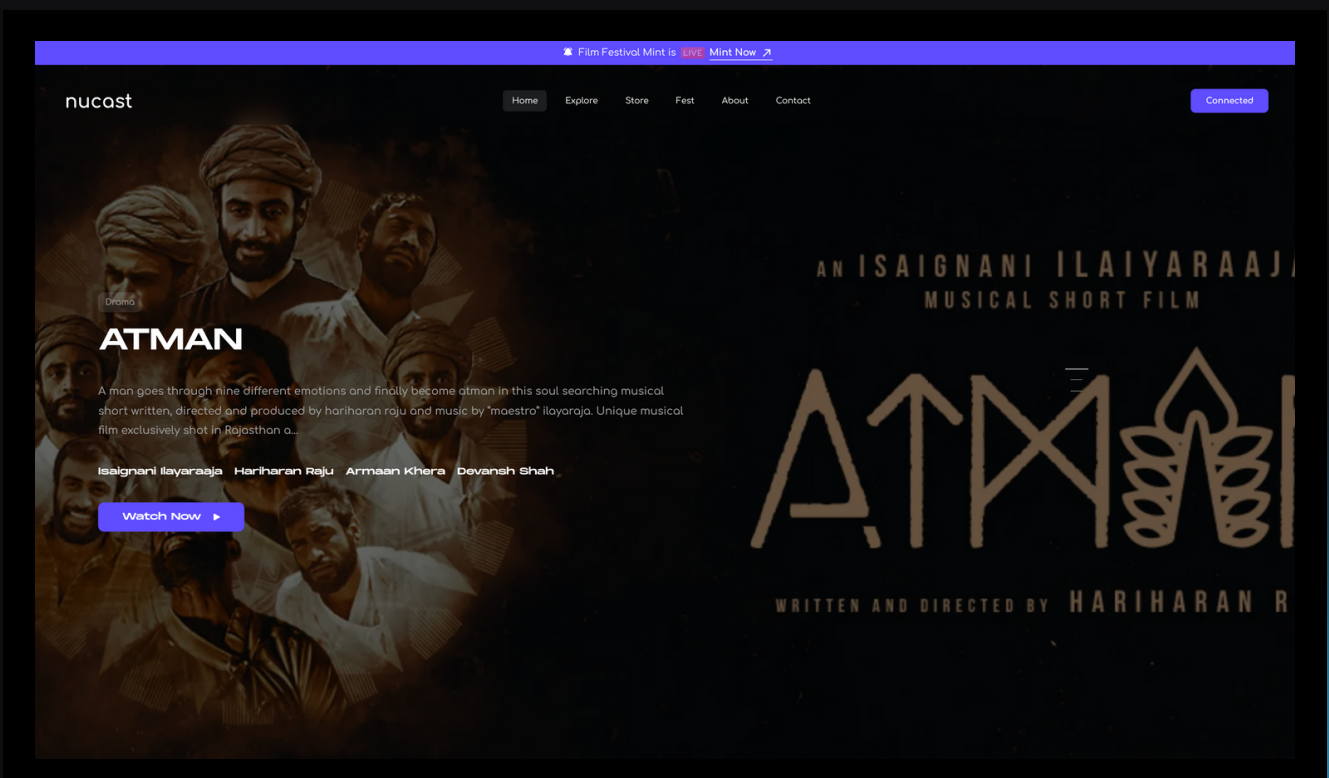 Film Festival Mint is LIVE Mint Now
nucast
Home Explore Store Fest About Contact
Connected
Drama
ATMAN
A man goes through nine different emotions and finally become atman in this soul searching musical
short written, directed and produced by hariharan raju and music by "maestro" ilayaraja. Unique musical
film exclusively shot in Rajasthan a...
Isaignani Ilayaraaja Hariharan Raju Armaan Khera Devansh Shah
Watch Now
AN ISAIGNANI ILAIYARAAJA
MUSICAL SHORT FILM
ATMA
WRITTEN AND DIRECTED BY HARIHARAN R